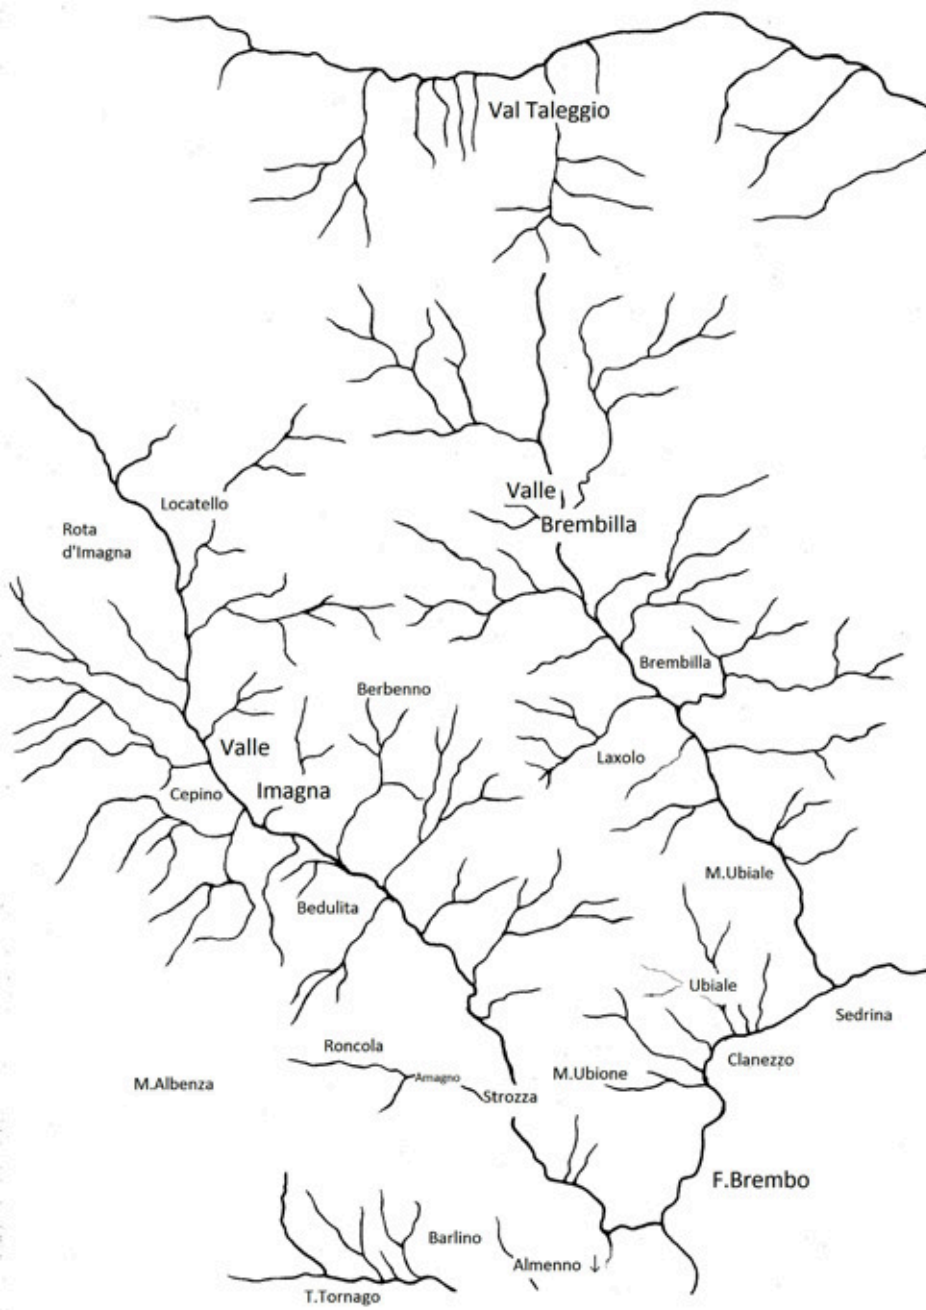 Val Taleggio
Valle
Brembilla
Locatello
Rota
d'Imagna
Brembilla
Berbenno
Valle
Imagna
Laxolo
Cepino
M.Ubiale
Bedulita
Ubiale
Sedrina
Roncola
Clanezzo
M.Albenza
Amagno
M.Ubione
Strozza
F.Brembo
Barlino
Almenno ↓
T.Tornago